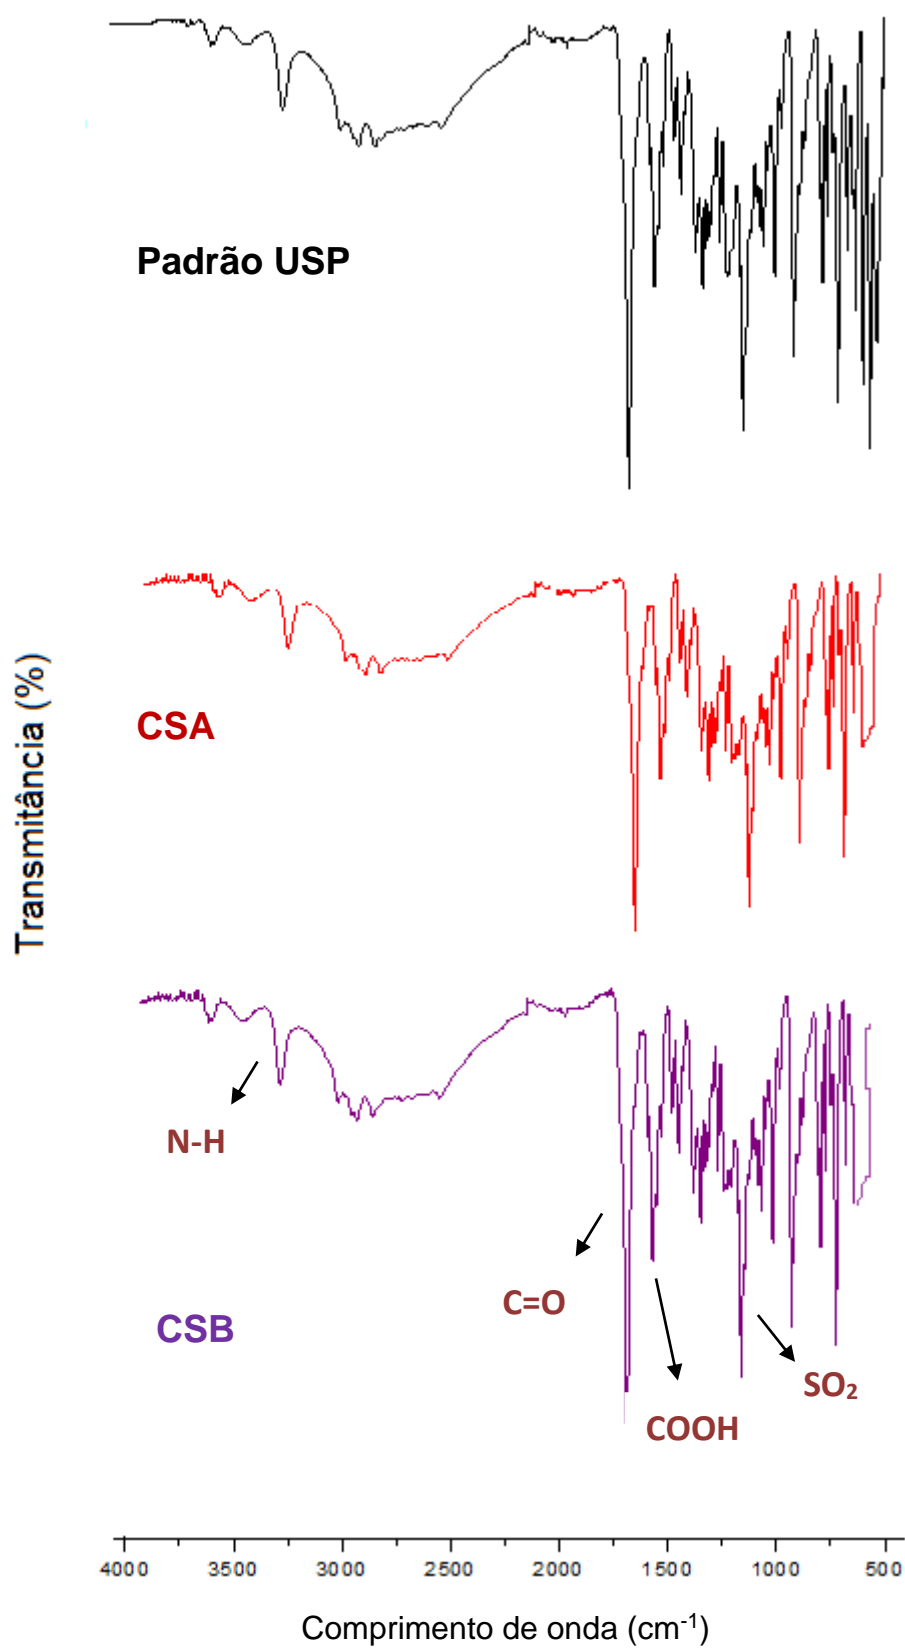 Padrão USP
CSA
Transmitância (%)
N-H
C=O
CSB
SO₂
COOH
4000 3500 3000 2500 2000 1500 1000 500
Comprimento de onda (cm⁻¹)